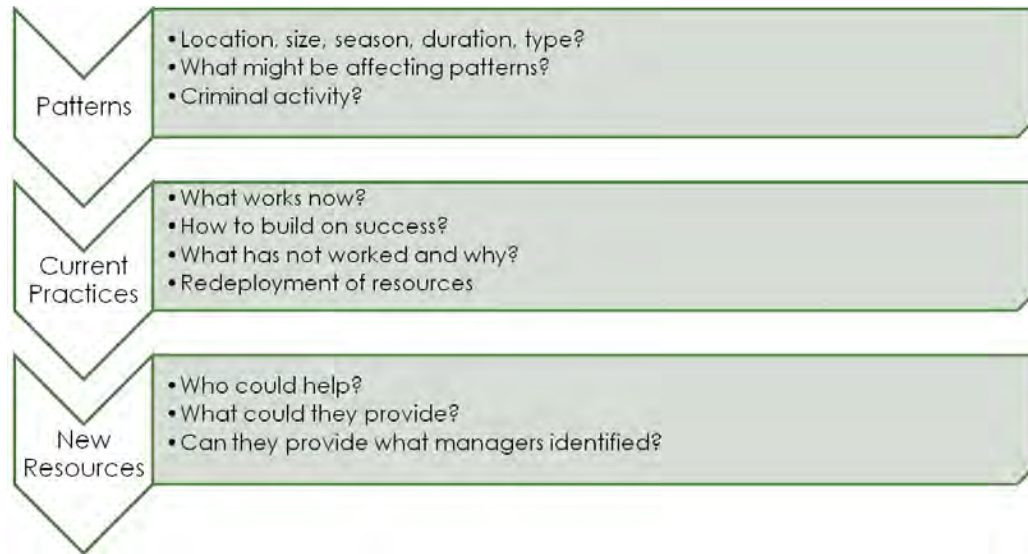 Patterns
• Location, size, season, duration, type?
• What might be affecting patterns?
• Criminal activity?
Current
Practices
• What works now?
• How to build on success?
• What has not worked and why?
• Redeployment of resources
New
Resources
• Who could help?
• What could they provide?
• Can they provide what managers identified?